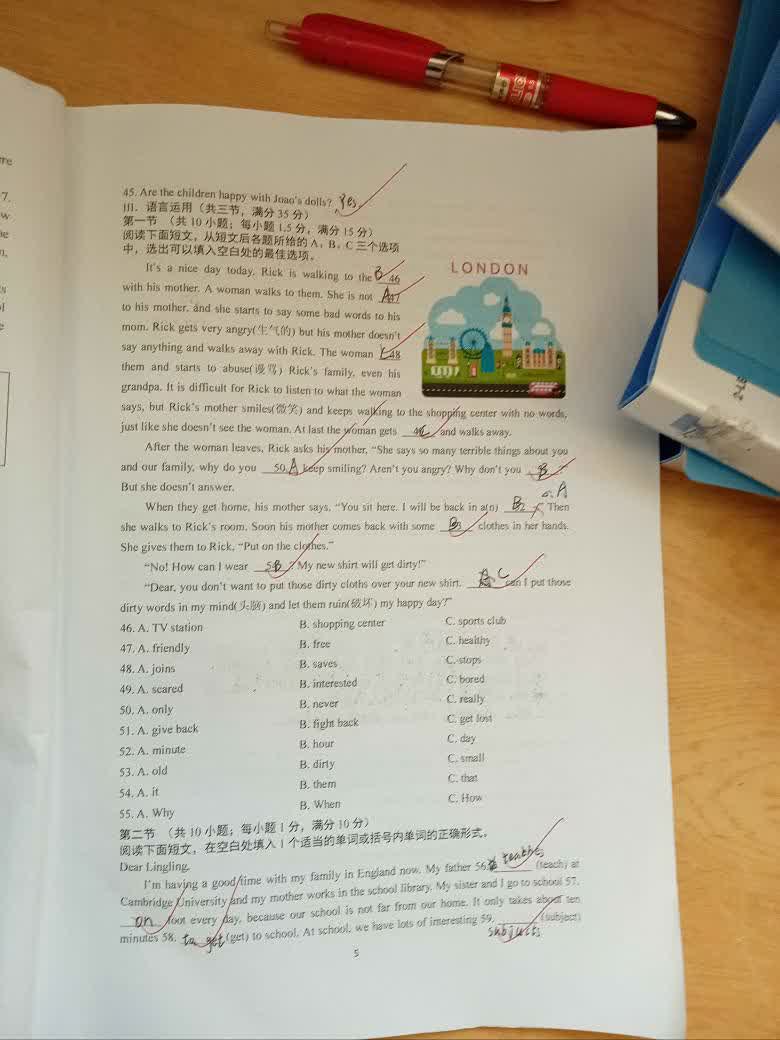 45. Are the children happy with Joao's dolls? Yes.
III. 语言运用（共三节，满分 35 分）
第一节 （共 10 小题；每小题 1.5 分，满分 15 分）
阅读下面短文，从短文后各题所给的 A、B、C 三个选项
中，选出可以填入空白处的最佳选项。
LONDON
It's a nice day today. Rick is walking to the B 46
with his mother. A woman walks to them. She is not A 47
to his mother, and she starts to say some bad words to his
mom. Rick gets very angry(生气的) but his mother doesn't
say anything and walks away with Rick. The woman C 48
them and starts to abuse(谩骂) Rick's family, even his
grandpa. It is difficult for Rick to listen to what the woman
says, but Rick's mother smiles(微笑) and keeps walking to the shopping center with no words,
just like she doesn't see the woman. At last the woman gets and walks away.
After the woman leaves, Rick asks his mother, "She says so many terrible things about you
and our family, why do you 50 A keep smiling? Aren't you angry? Why don't you B
But she doesn't answer.
When they get home, his mother says, "You sit here. I will be back in a(n) B A Then
she walks to Rick's room. Soon his mother comes back with some B clothes in her hands.
She gives them to Rick, "Put on the clothes."
"No! How can I wear B ? My new shirt will get dirty!"
"Dear, you don't want to put those dirty cloths over your new shirt. C can I put those
dirty words in my mind(头脑) and let them ruin(破坏) my happy day?"
46. A. TV station B. shopping center C. sports club
47. A. friendly B. free C. healthy
48. A. joins B. saves C. stops
49. A. scared B. interested C. bored
50. A. only B. never C. really
51. A. give back B. fight back C. get lost
52. A. minute B. hour C. day
53. A. old B. dirty C. small
54. A. it B. them C. that
55. A. Why B. When C. How
第二节 （共 10 小题；每小题 1 分，满分 10 分）
阅读下面短文，在空白处填入 1 个适当的单词或括号内单词的正确形式。
Dear Lingling,
I'm having a good time with my family in England now. My father 56. teaches (teach) at
Cambridge University and my mother works in the school library. My sister and I go to school 57.
on foot every day, because our school is not far from our home. It only takes about ten
minutes 58. to get (get) to school. At school, we have lots of interesting 59. subjects (subject)
5